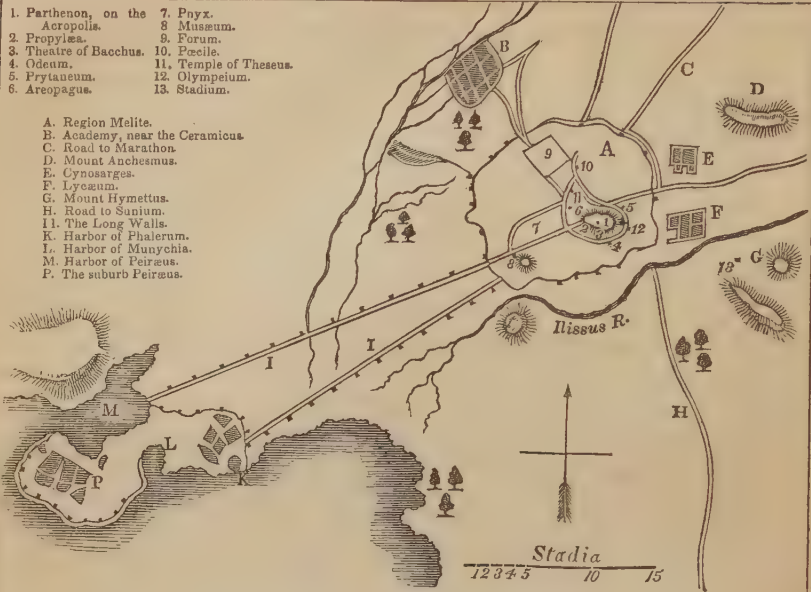 1. Parthenon, on the Acropolis.
2. Propylæa.
3. Theatre of Bacchus.
4. Odeum.
5. Prytaneum.
6. Areopagus.
7. Pnyx.
8 Musæum.
9. Forum.
10. Pœcile.
11. Temple of Theseus.
12. Olympeium.
13. Stadium.
A. Region Melite.
B. Academy, near the Ceramicus.
C. Road to Marathon.
D. Mount Anchesmus.
E. Cynosarges.
F. Lycæum.
G. Mount Hymettus.
H. Road to Sunium.
I I. The Long Walls.
K. Harbor of Phalerum.
L. Harbor of Munychia.
M. Harbor of Peiræus.
P. The suburb Peiræus.
B
C
D
A
9
10
E
11
6
5
1
F
7
2
3
12
4
8
G
13
Ilissus R.
I
I
M
H
L
K
P
Stadia
1 2 3 4 5 10 15